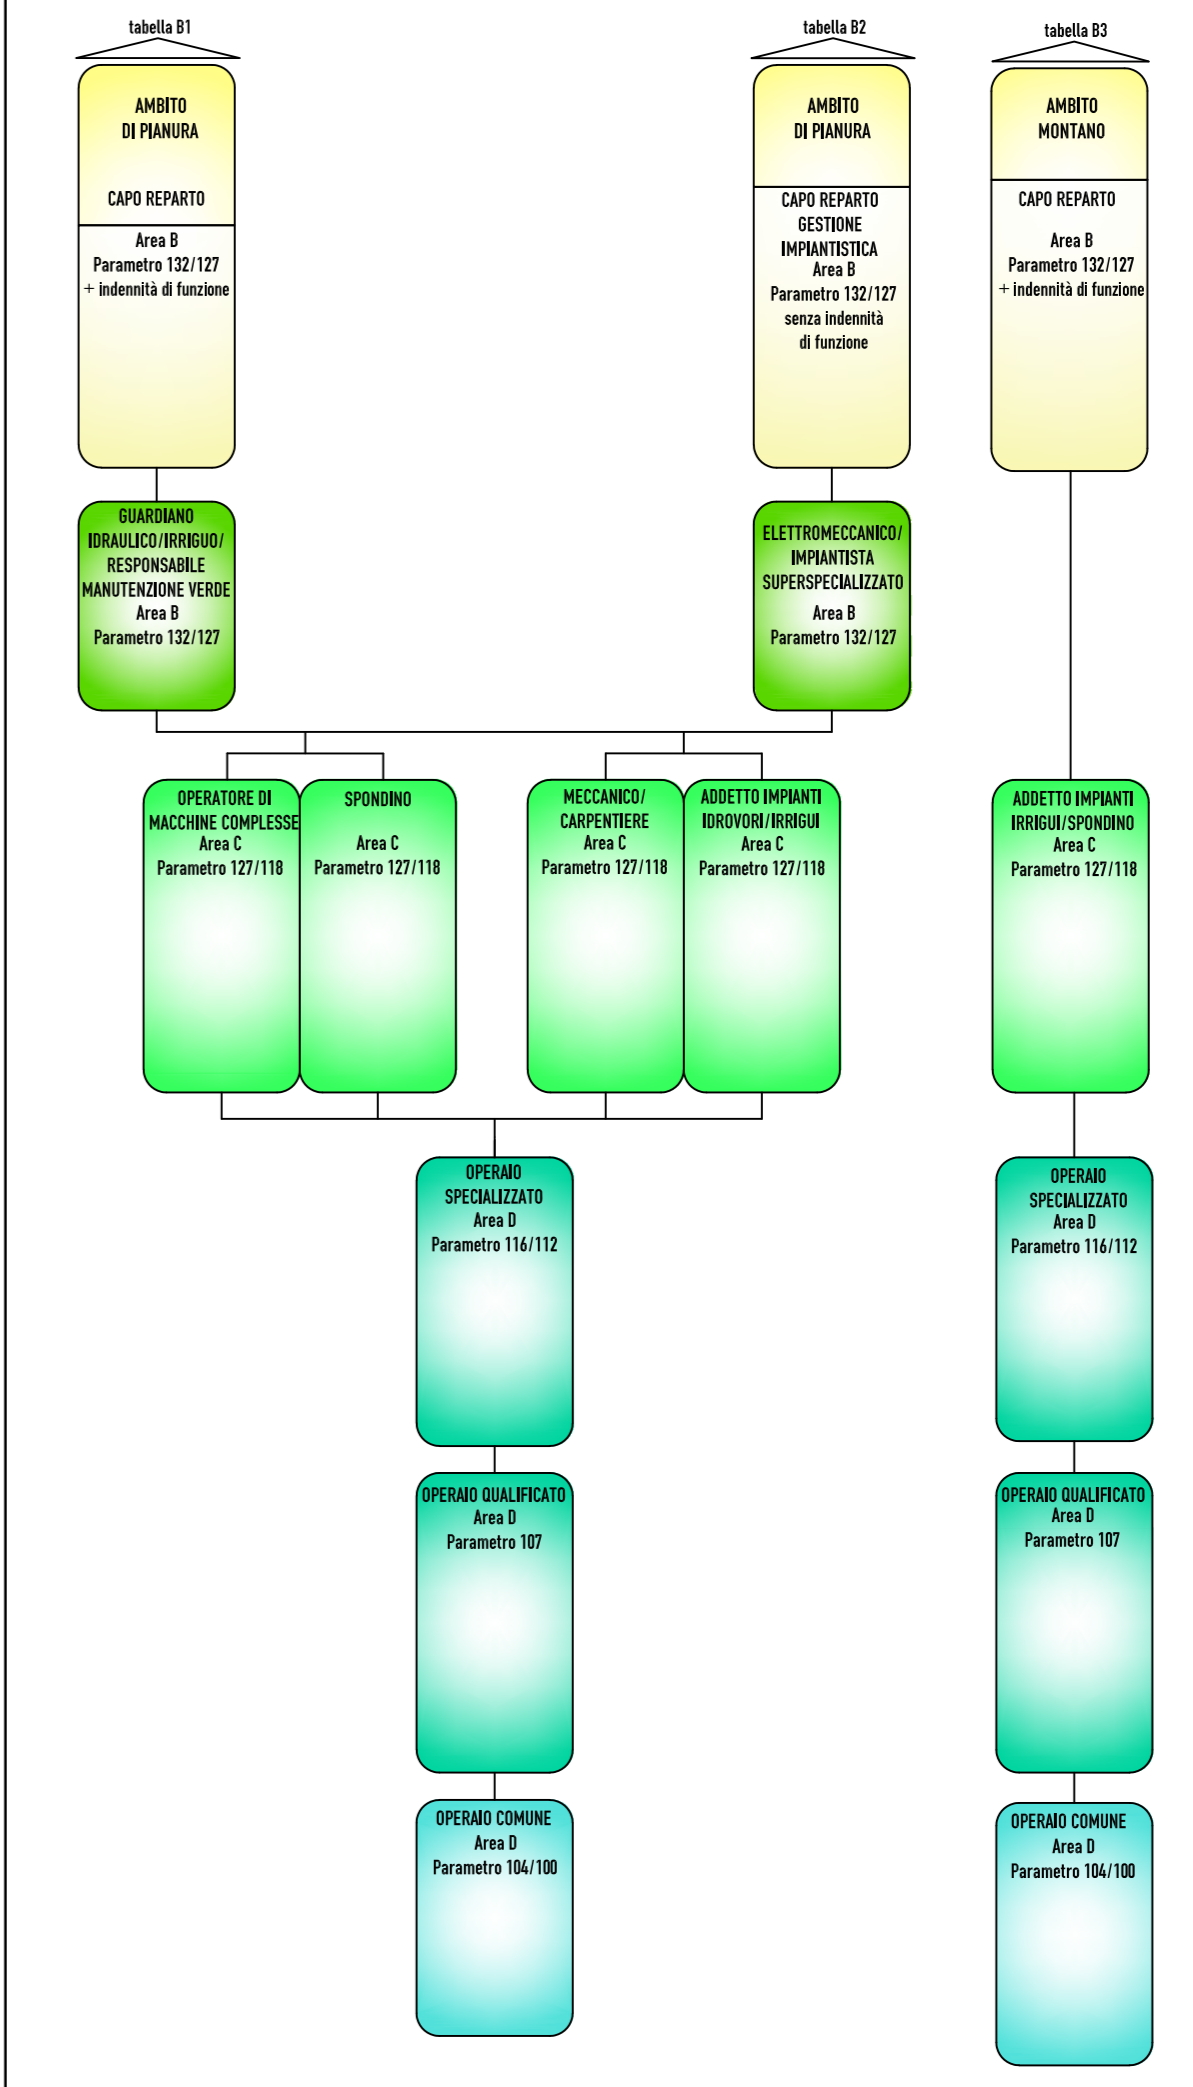 tabella B1
AMBITO
DI PIANURA
CAPO REPARTO
Area B
Parametro 132/127
+ indennità di funzione
tabella B2
AMBITO
DI PIANURA
CAPO REPARTO
GESTIONE
IMPIANTISTICA
Area B
Parametro 132/127
senza indennità
di funzione
tabella B3
AMBITO
MONTANO
CAPO REPARTO
Area B
Parametro 132/127
+ indennità di funzione
GUARDIANO
IDRAULICO/IRRIGUO/
RESPONSABILE
MANUTENZIONE VERDE
Area B
Parametro 132/127
ELETTROMECCANICO/
IMPIANTISTA
SUPERSPECIALIZZATO
Area B
Parametro 132/127
OPERATORE DI
MACCHINE COMPLESSE
Area C
Parametro 127/118
SPONDINO
Area C
Parametro 127/118
MECCANICO/
CARPENTIERE
Area C
Parametro 127/118
ADDETTO IMPIANTI
IDROVORI/IRRIGUI
Area C
Parametro 127/118
ADDETTO IMPIANTI
IRRIGUI/SPONDINO
Area C
Parametro 127/118
OPERAIO
SPECIALIZZATO
Area D
Parametro 116/112
OPERAIO
SPECIALIZZATO
Area D
Parametro 116/112
OPERAIO QUALIFICATO
Area D
Parametro 107
OPERAIO QUALIFICATO
Area D
Parametro 107
OPERAIO COMUNE
Area D
Parametro 104/100
OPERAIO COMUNE
Area D
Parametro 104/100